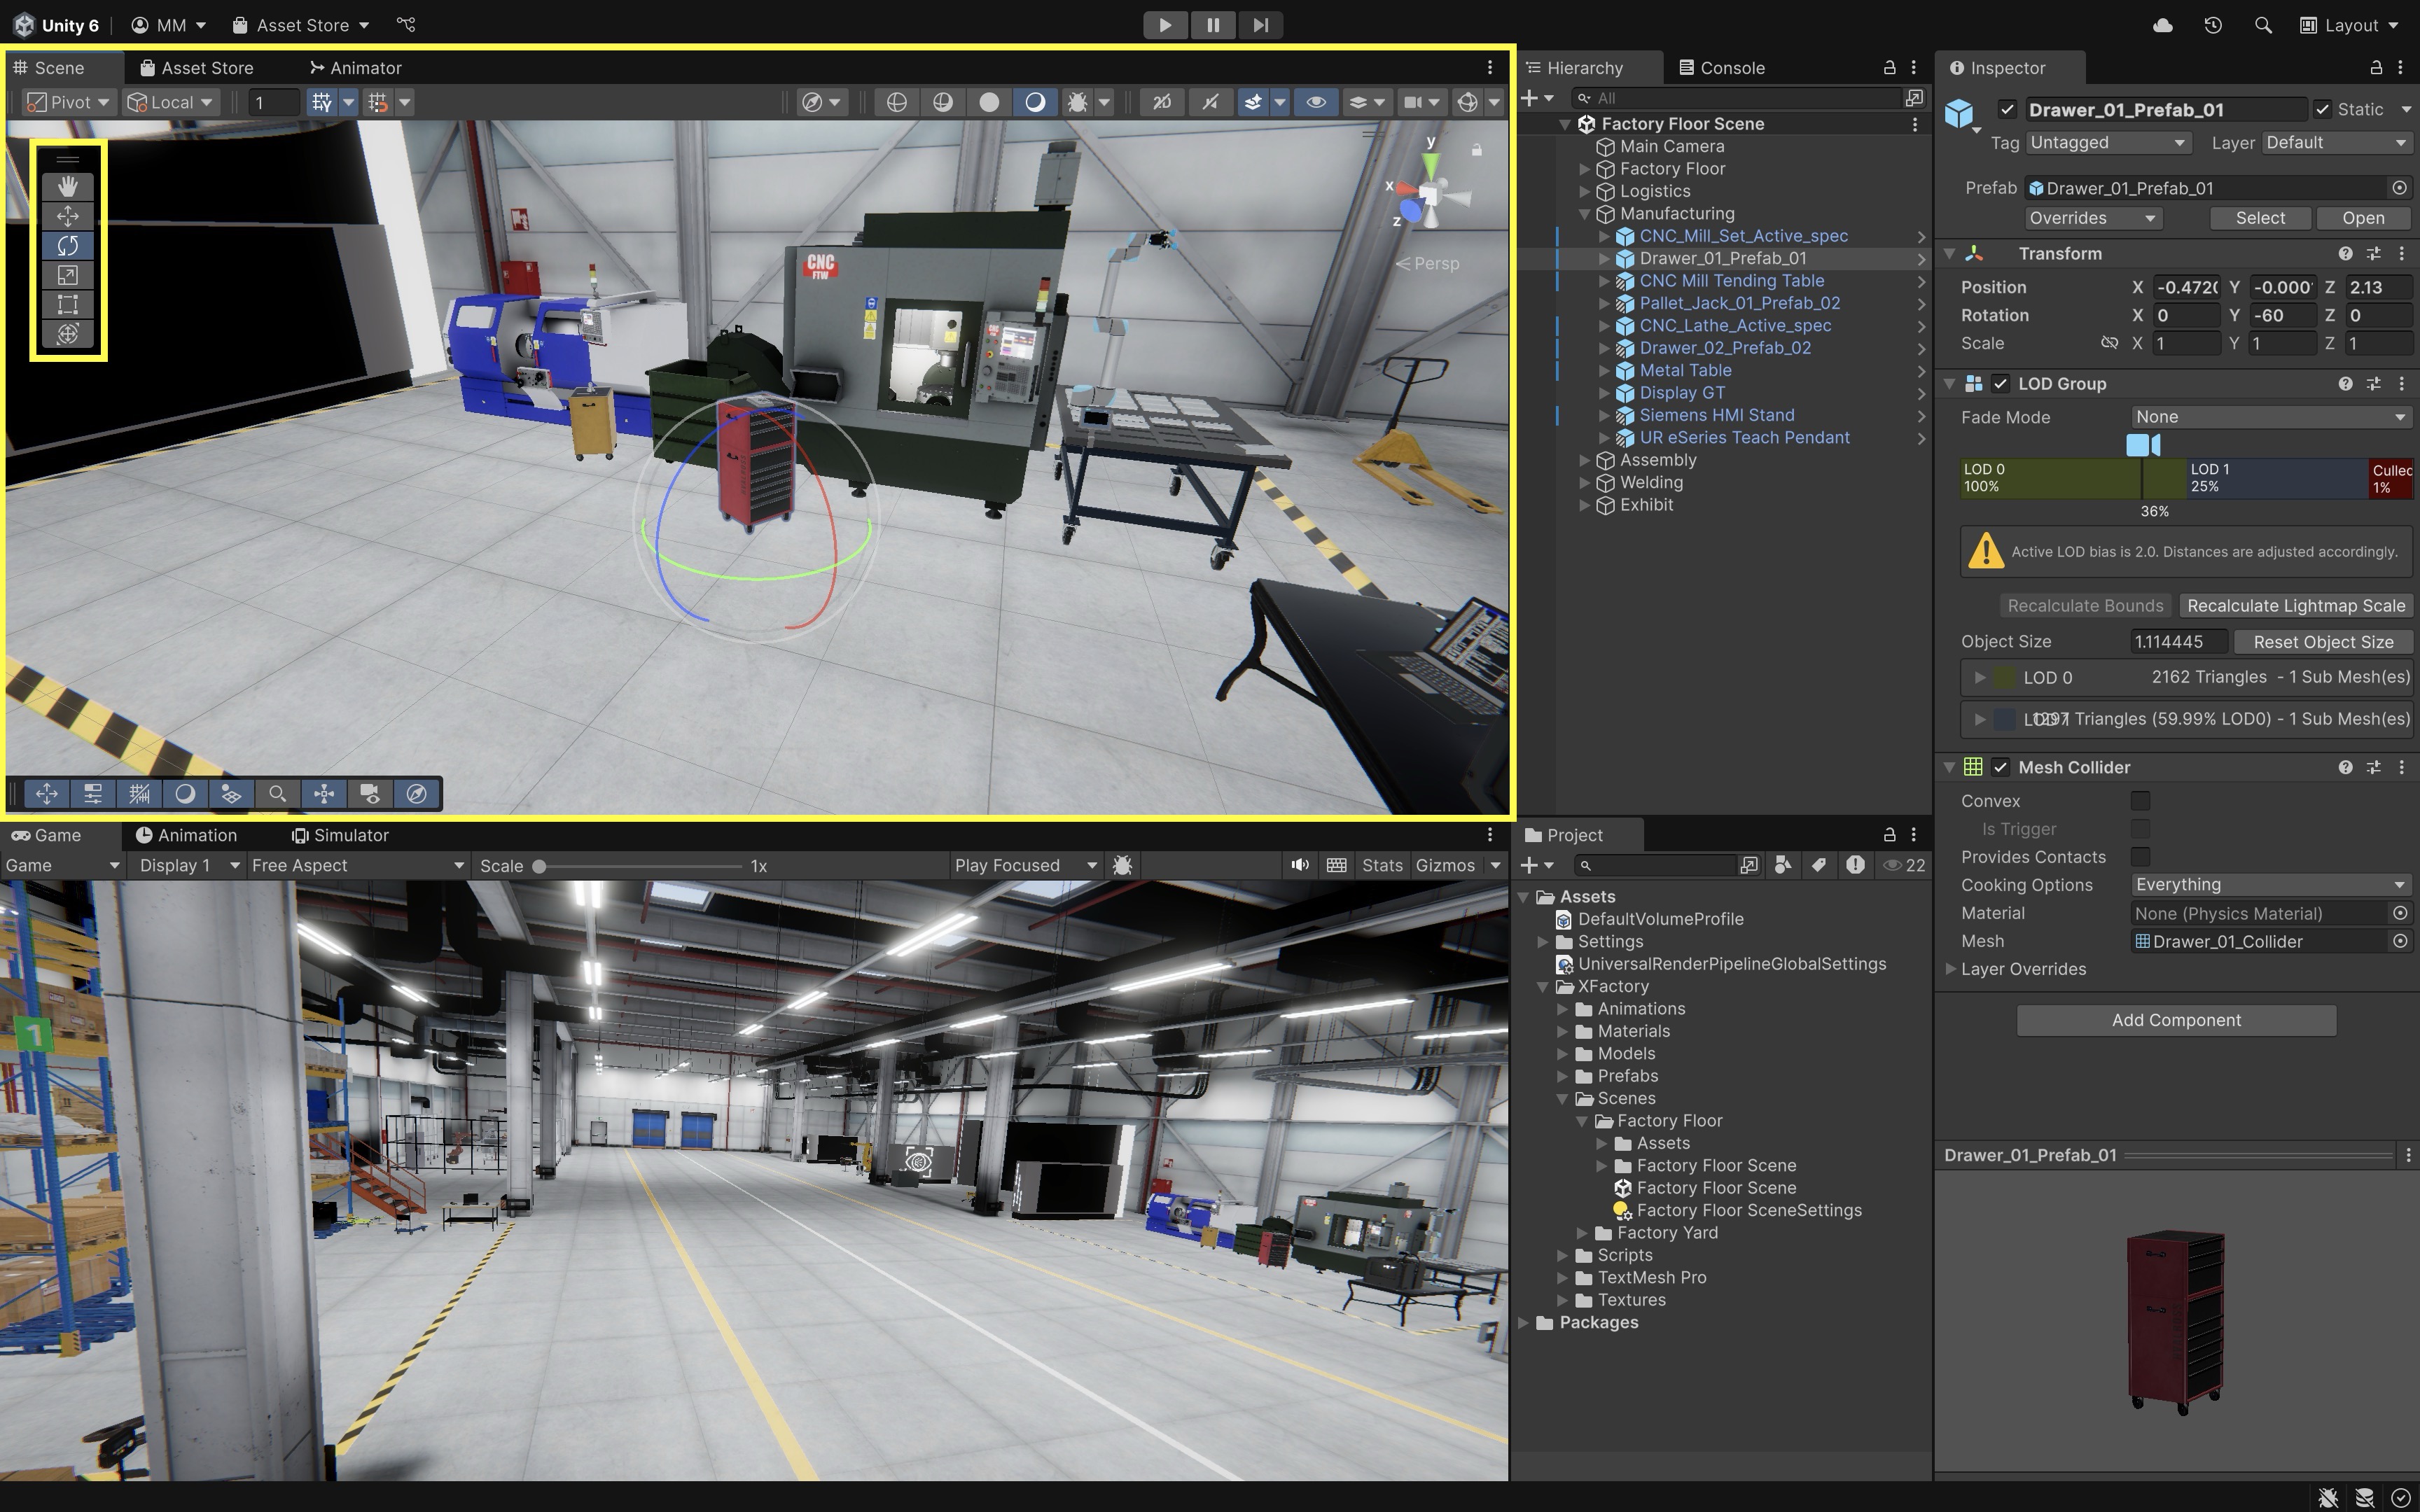 Unity 6
MM
Asset Store
Layout
Scene
Asset Store
Animator
Pivot
Local
1
2D
CNC
FTW
y
x
z
Persp
Hierarchy
Console
All
Factory Floor Scene
Main Camera
Factory Floor
Logistics
Manufacturing
CNC_Mill_Set_Active_spec
Drawer_01_Prefab_01
CNC Mill Tending Table
Pallet_Jack_01_Prefab_02
CNC_Lathe_Active_spec
Drawer_02_Prefab_02
Metal Table
Display GT
Siemens HMI Stand
UR eSeries Teach Pendant
Assembly
Welding
Exhibit
Inspector
Drawer_01_Prefab_01
Static
Tag Untagged Layer Default
Prefab Drawer_01_Prefab_01
Overrides Select Open
Transform
Position X -0.472( Y -0.000 Z 2.13
Rotation X 0 Y -60 Z 0
Scale X 1 Y 1 Z 1
LOD Group
Fade Mode None
LOD 0 LOD 1 Cullec
100% 25% 1%
36%
Active LOD bias is 2.0. Distances are adjusted accordingly.
Recalculate Bounds Recalculate Lightmap Scale
Object Size 1.114445 Reset Object Size
LOD 0 2162 Triangles - 1 Sub Mesh(es)
LOD 1 1297 Triangles (59.99% LOD0) - 1 Sub Mesh(es)
Mesh Collider
Convex
Is Trigger
Provides Contacts
Cooking Options Everything
Material None (Physics Material)
Mesh Drawer_01_Collider
Layer Overrides
Add Component
Drawer_01_Prefab_01
Game
Animation
Simulator
Game Display 1 Free Aspect Scale 1x Play Focused Stats Gizmos
1
Project
22
Assets
DefaultVolumeProfile
Settings
UniversalRenderPipelineGlobalSettings
XFactory
Animations
Materials
Models
Prefabs
Scenes
Factory Floor
Assets
Factory Floor Scene
Factory Floor Scene
Factory Floor SceneSettings
Factory Yard
Scripts
TextMesh Pro
Textures
Packages